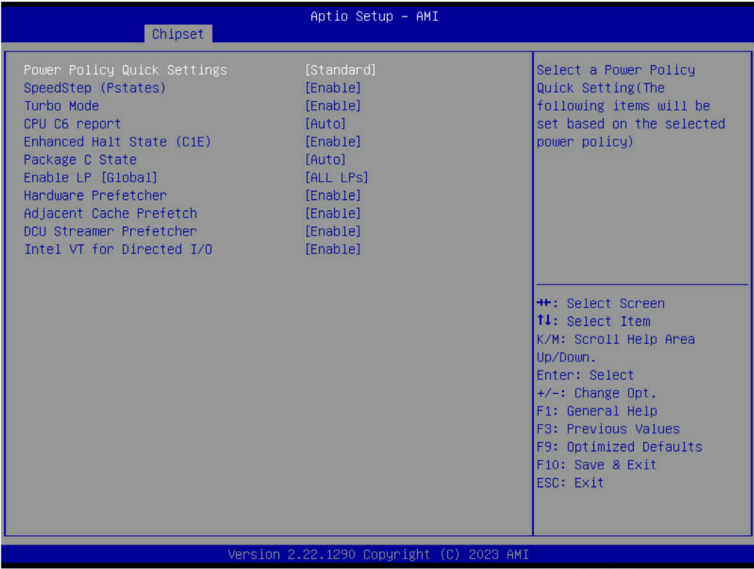 Aptio Setup – AMI
Chipset
Power Policy Quick Settings [Standard]
SpeedStep (Pstates) [Enable]
Turbo Mode [Enable]
CPU C6 report [Auto]
Enhanced Halt State (C1E) [Enable]
Package C State [Auto]
Enable LP [Global] [ALL LPs]
Hardware Prefetcher [Enable]
Adjacent Cache Prefetch [Enable]
DCU Streamer Prefetcher [Enable]
Intel VT for Directed I/O [Enable]
Select a Power Policy
Quick Setting(The
following items will be
set based on the selected
power policy)
→←: Select Screen
↑↓: Select Item
K/M: Scroll Help Area
Up/Down.
Enter: Select
+/-: Change Opt.
F1: General Help
F3: Previous Values
F9: Optimized Defaults
F10: Save & Exit
ESC: Exit
Version 2.22.1290 Copyright (C) 2023 AMI